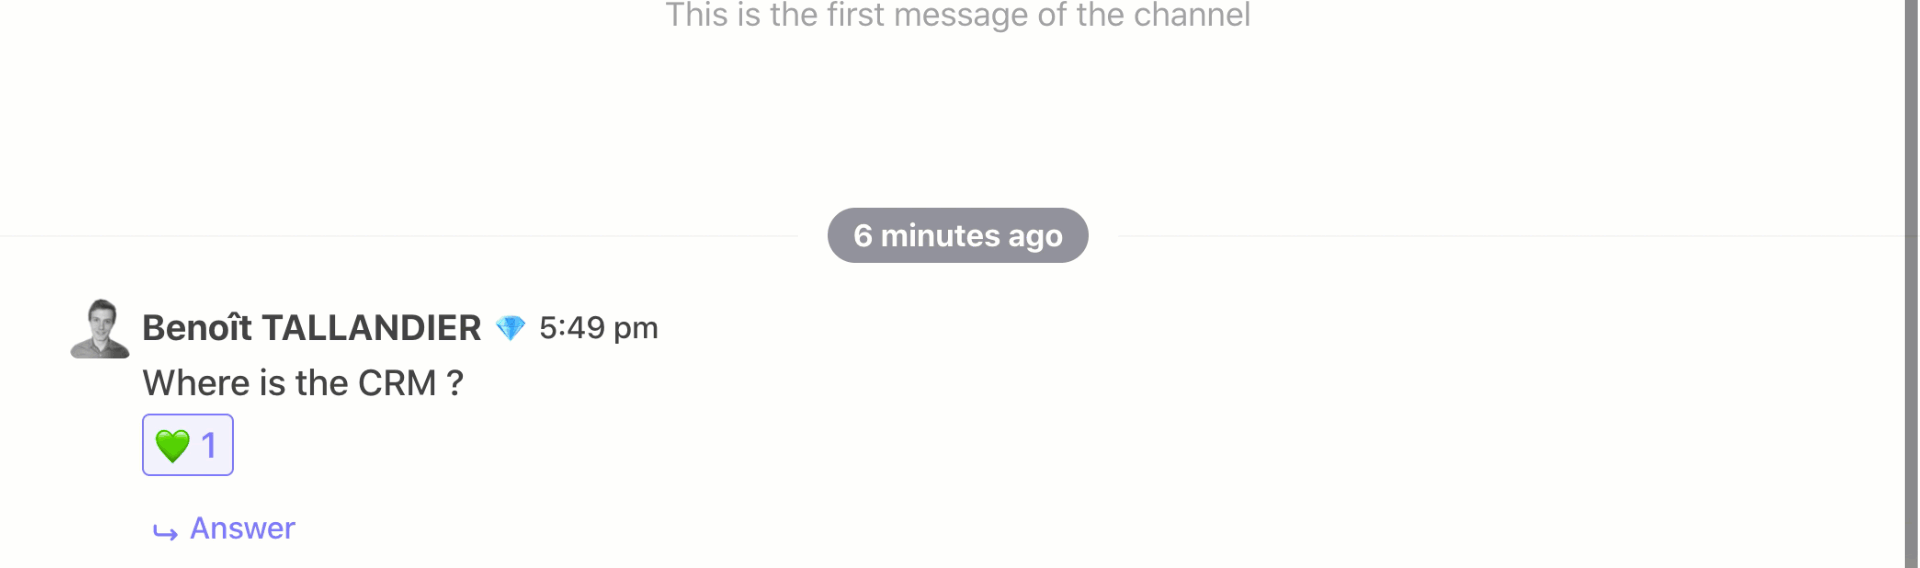 This is the first message of the channel
6 minutes ago
Benoît TALLANDIER 💎 5:49 pm
Where is the CRM ?
💚 1
Answer